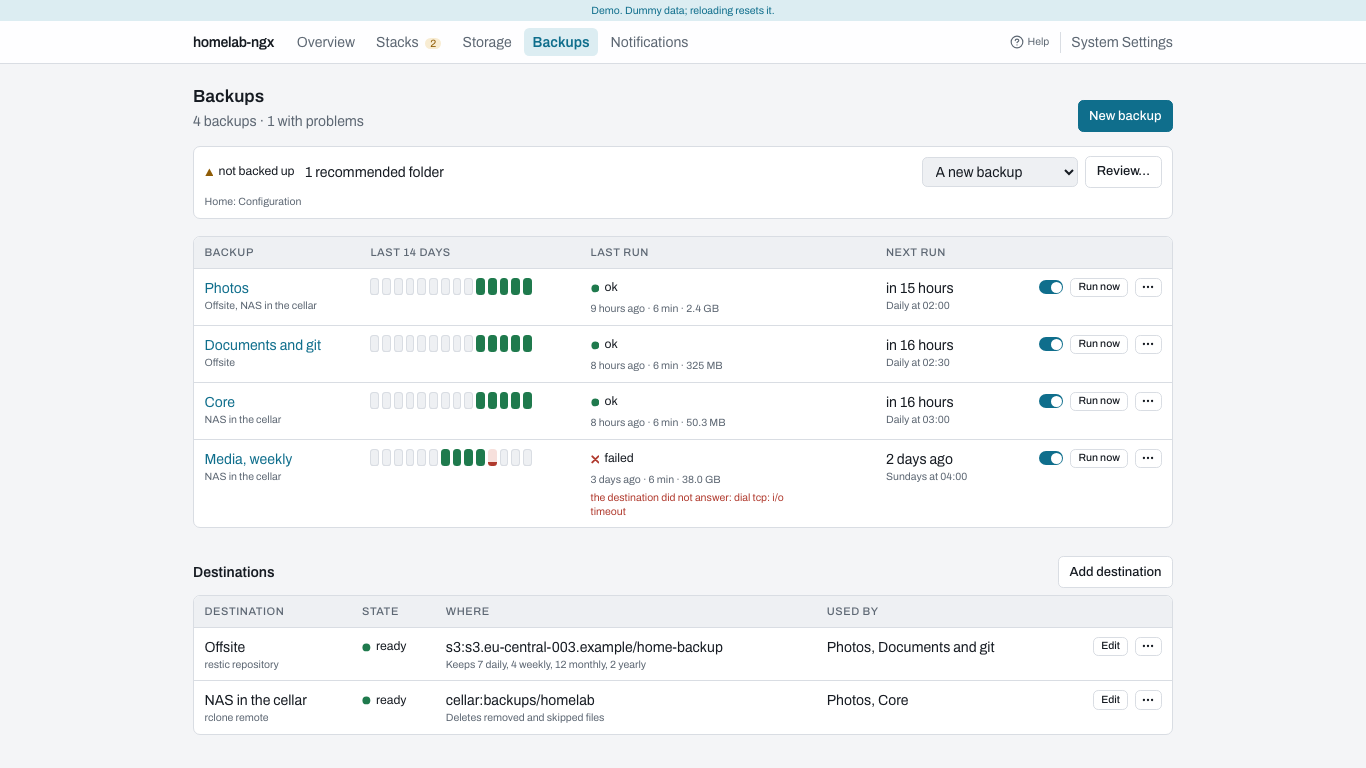 Demo. Dummy data; reloading resets it.
homelab-ngx Overview Stacks 2 Storage Backups Notifications Help System Settings
Backups
4 backups · 1 with problems
New backup
not backed up 1 recommended folder A new backup Review...
Home: Configuration
BACKUP LAST 14 DAYS LAST RUN NEXT RUN
Photos ok in 15 hours Run now
Offsite, NAS in the cellar 9 hours ago · 6 min · 2.4 GB Daily at 02:00
Documents and git ok in 16 hours Run now
Offsite 8 hours ago · 6 min · 325 MB Daily at 02:30
Core ok in 16 hours Run now
NAS in the cellar 8 hours ago · 6 min · 50.3 MB Daily at 03:00
Media, weekly failed 2 days ago Run now
NAS in the cellar 3 days ago · 6 min · 38.0 GB Sundays at 04:00
the destination did not answer: dial tcp: i/o
timeout
Destinations Add destination
DESTINATION STATE WHERE USED BY
Offsite ready s3:s3.eu-central-003.example/home-backup Photos, Documents and git Edit
restic repository Keeps 7 daily, 4 weekly, 12 monthly, 2 yearly
NAS in the cellar ready cellar:backups/homelab Photos, Core Edit
rclone remote Deletes removed and skipped files